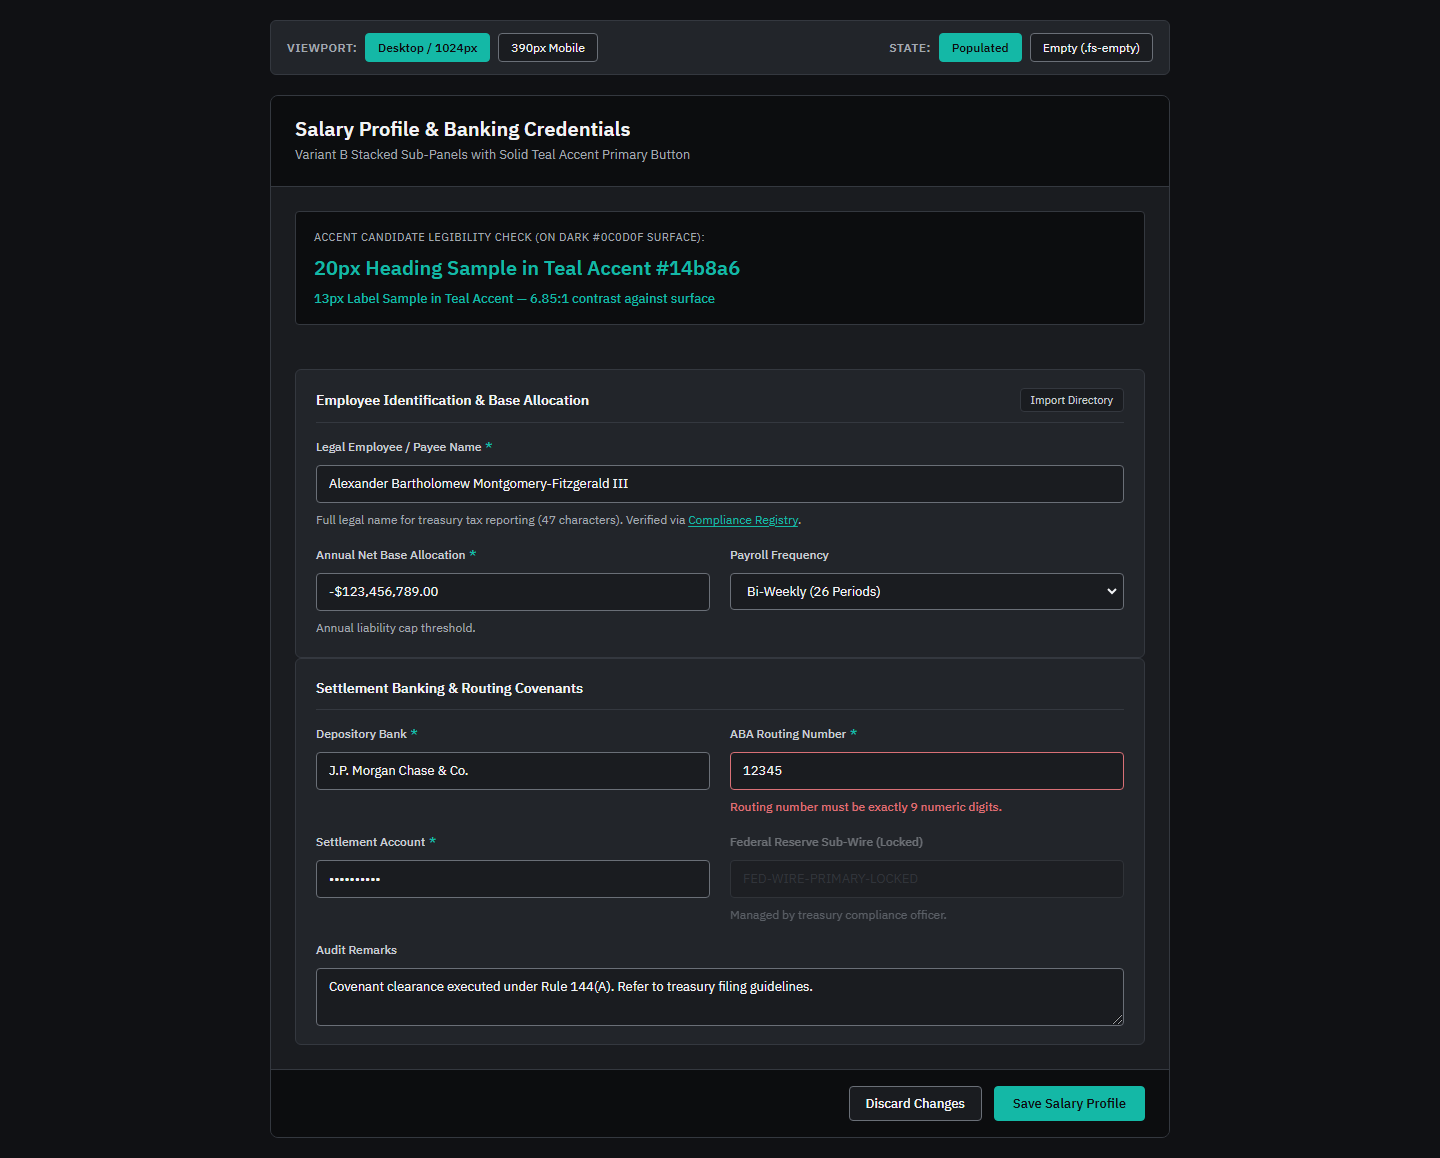 VIEWPORT: Desktop / 1024px 390px Mobile STATE: Populated Empty (.fs-empty)
Salary Profile & Banking Credentials
Variant B Stacked Sub-Panels with Solid Teal Accent Primary Button
ACCENT CANDIDATE LEGIBILITY CHECK (ON DARK #0C0D0F SURFACE):
20px Heading Sample in Teal Accent #14b8a6
13px Label Sample in Teal Accent — 6.85:1 contrast against surface
Employee Identification & Base Allocation Import Directory
Legal Employee / Payee Name *
Alexander Bartholomew Montgomery-Fitzgerald III
Full legal name for treasury tax reporting (47 characters). Verified via Compliance Registry.
Annual Net Base Allocation * Payroll Frequency
-$123,456,789.00 Bi-Weekly (26 Periods)
Annual liability cap threshold.
Settlement Banking & Routing Covenants
Depository Bank * ABA Routing Number *
J.P. Morgan Chase & Co. 12345
Routing number must be exactly 9 numeric digits.
Settlement Account * Federal Reserve Sub-Wire (Locked)
•••••••••• FED-WIRE-PRIMARY-LOCKED
Managed by treasury compliance officer.
Audit Remarks
Covenant clearance executed under Rule 144(A). Refer to treasury filing guidelines.
Discard Changes Save Salary Profile